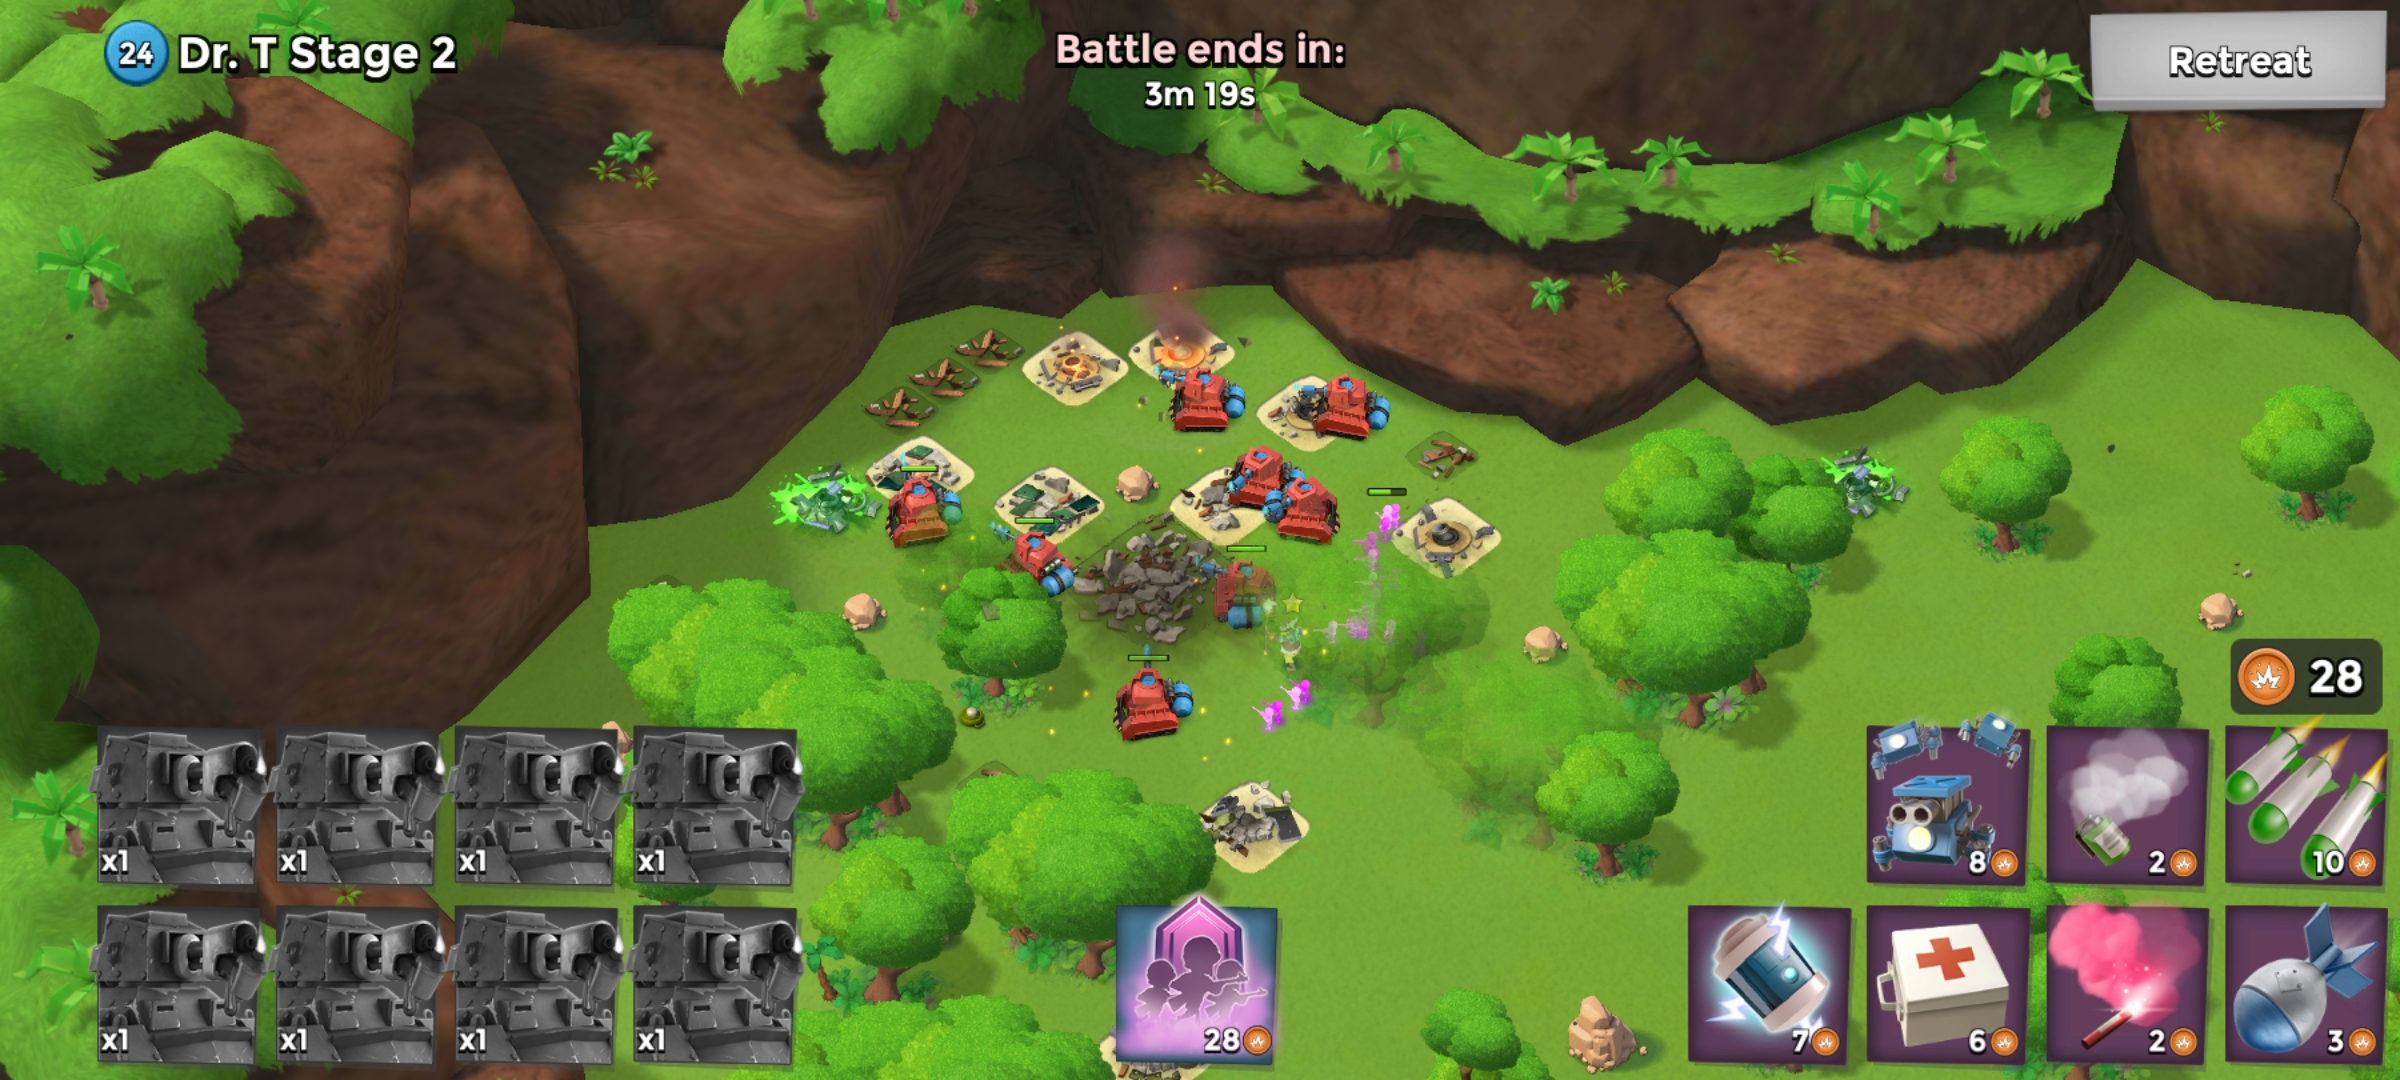 24 Dr. T Stage 2
Battle ends in:
3m 19s
Retreat
28
8
2
10
x1
x1
x1
x1
x1
x1
x1
x1
28
7
6
2
3